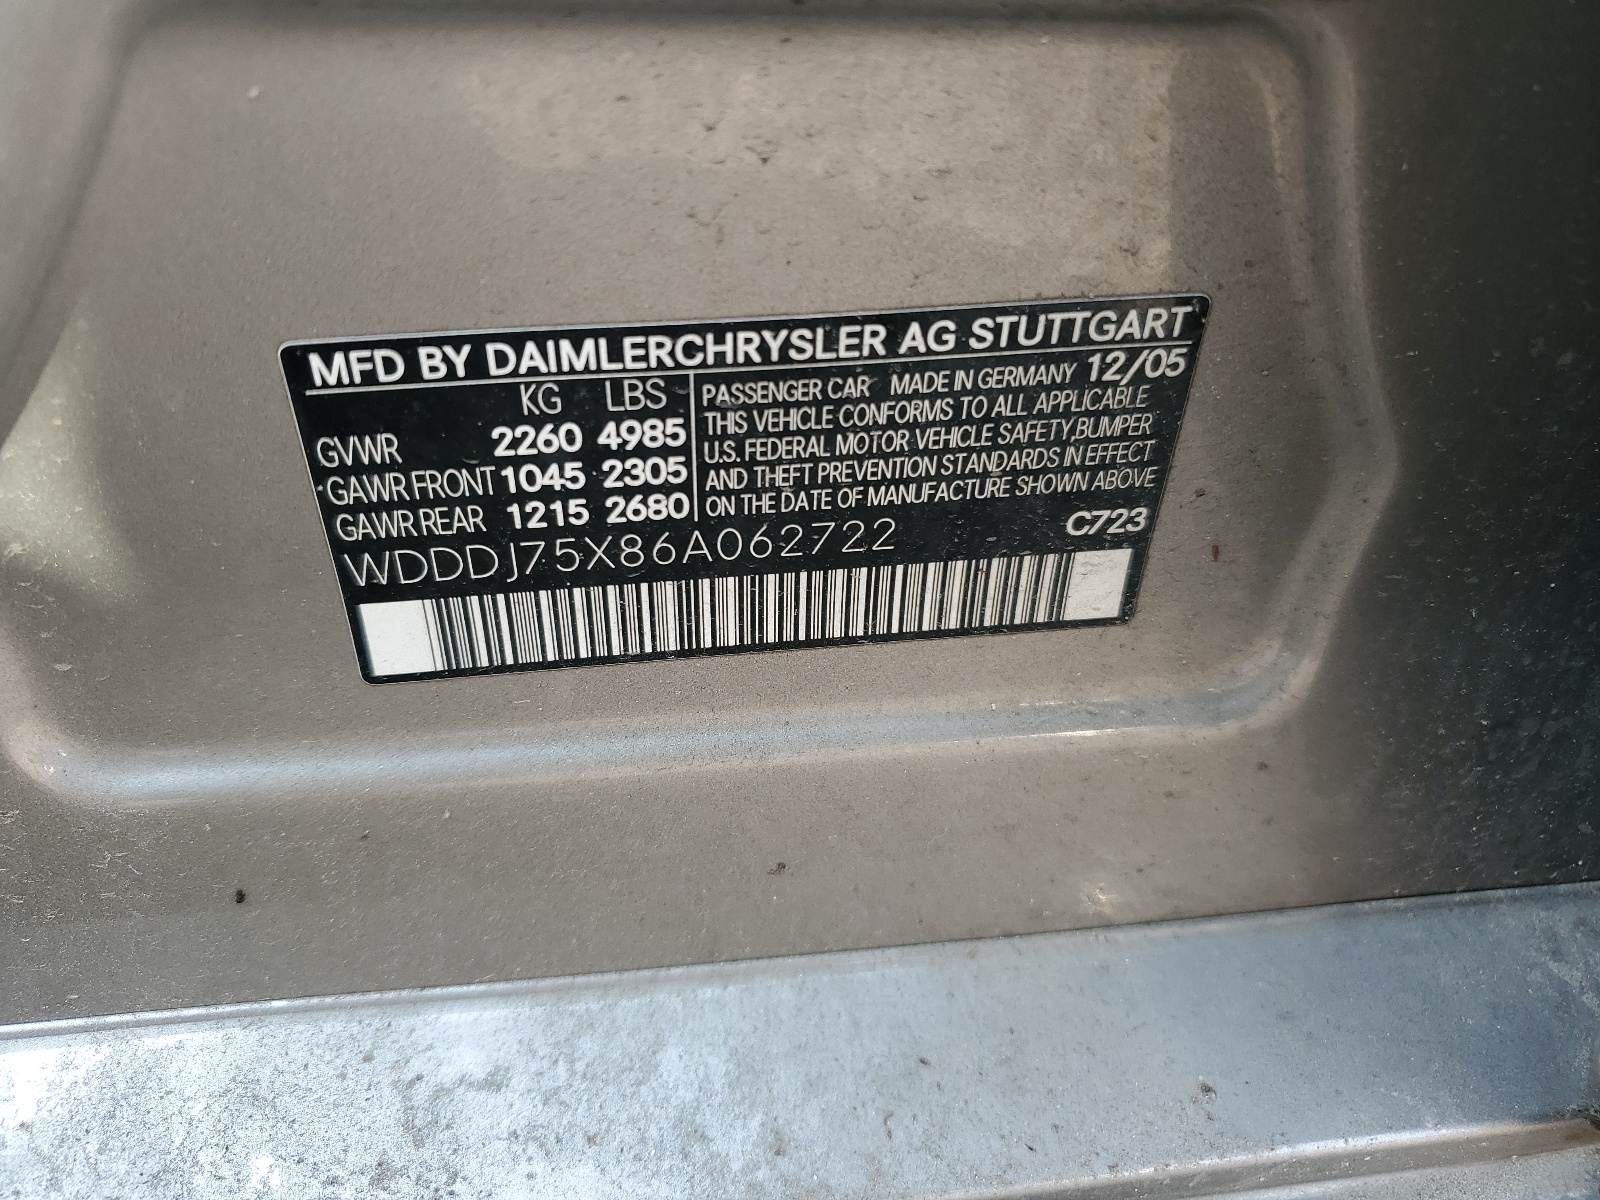 MFD BY DAIMLERCHRYSLER AG STUTTGART
KG LBS
GVWR 2260 4985
GAWR FRONT 1045 2305
GAWR REAR 1215 2680
PASSENGER CAR MADE IN GERMANY 12/05
THIS VEHICLE CONFORMS TO ALL APPLICABLE
U.S. FEDERAL MOTOR VEHICLE SAFETY,BUMPER
AND THEFT PREVENTION STANDARDS IN EFFECT
ON THE DATE OF MANUFACTURE SHOWN ABOVE
WDDDJ75X86A062722 C723